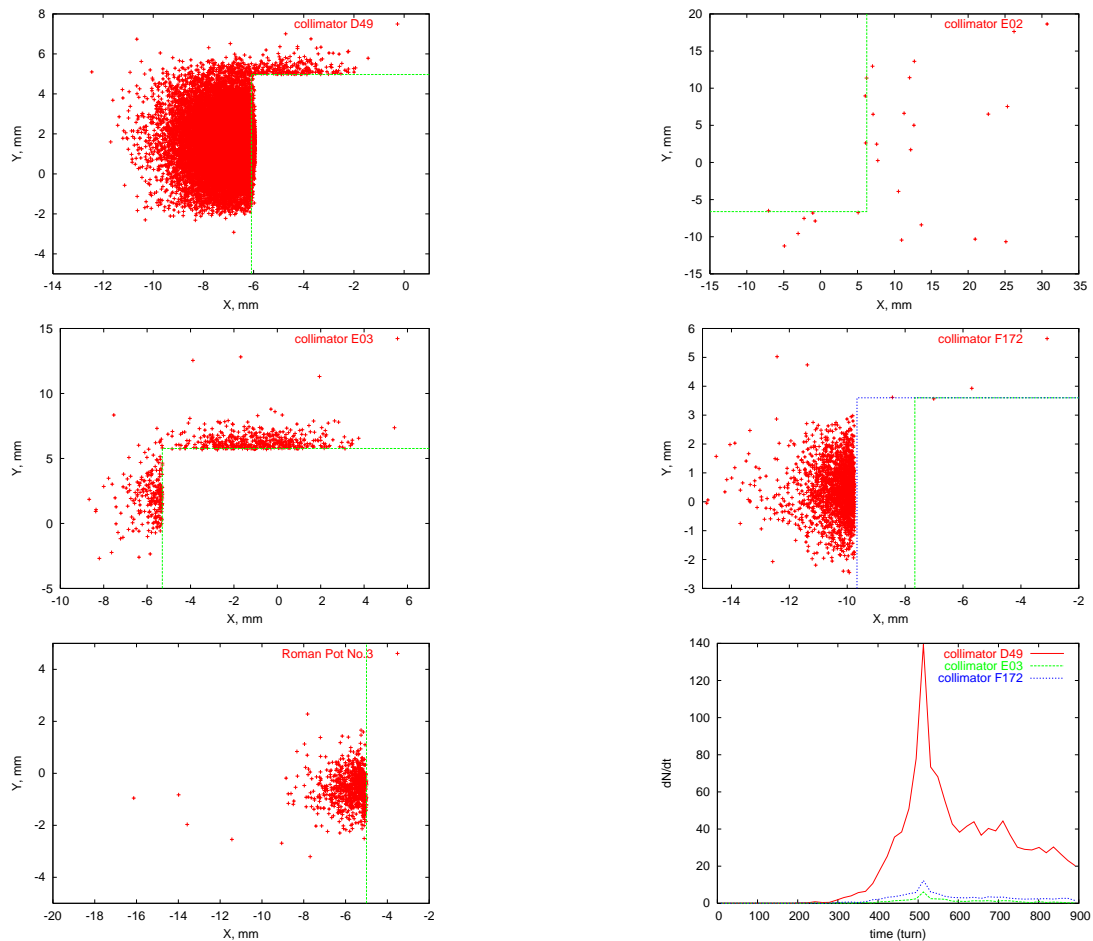 collimator D49
Y, mm
8
6
4
2
0
-2
-4
-14 -12 -10 -8 -6 -4 -2 0
X, mm
collimator E02
Y, mm
20
15
10
5
0
-5
-10
-15
-15 -10 -5 0 5 10 15 20 25 30 35
X, mm
collimator E03
Y, mm
15
10
5
0
-5
-10 -8 -6 -4 -2 0 2 4 6
X, mm
collimator F172
Y, mm
6
5
4
3
2
1
0
-1
-2
-3
-14 -12 -10 -8 -6 -4 -2
X, mm
Roman Pot No.3
Y, mm
4
2
0
-2
-4
-20 -18 -16 -14 -12 -10 -8 -6 -4 -2
X, mm
collimator D49
collimator E03
collimator F172
dN/dt
140
120
100
80
60
40
20
0
0 100 200 300 400 500 600 700 800 900
time (turn)